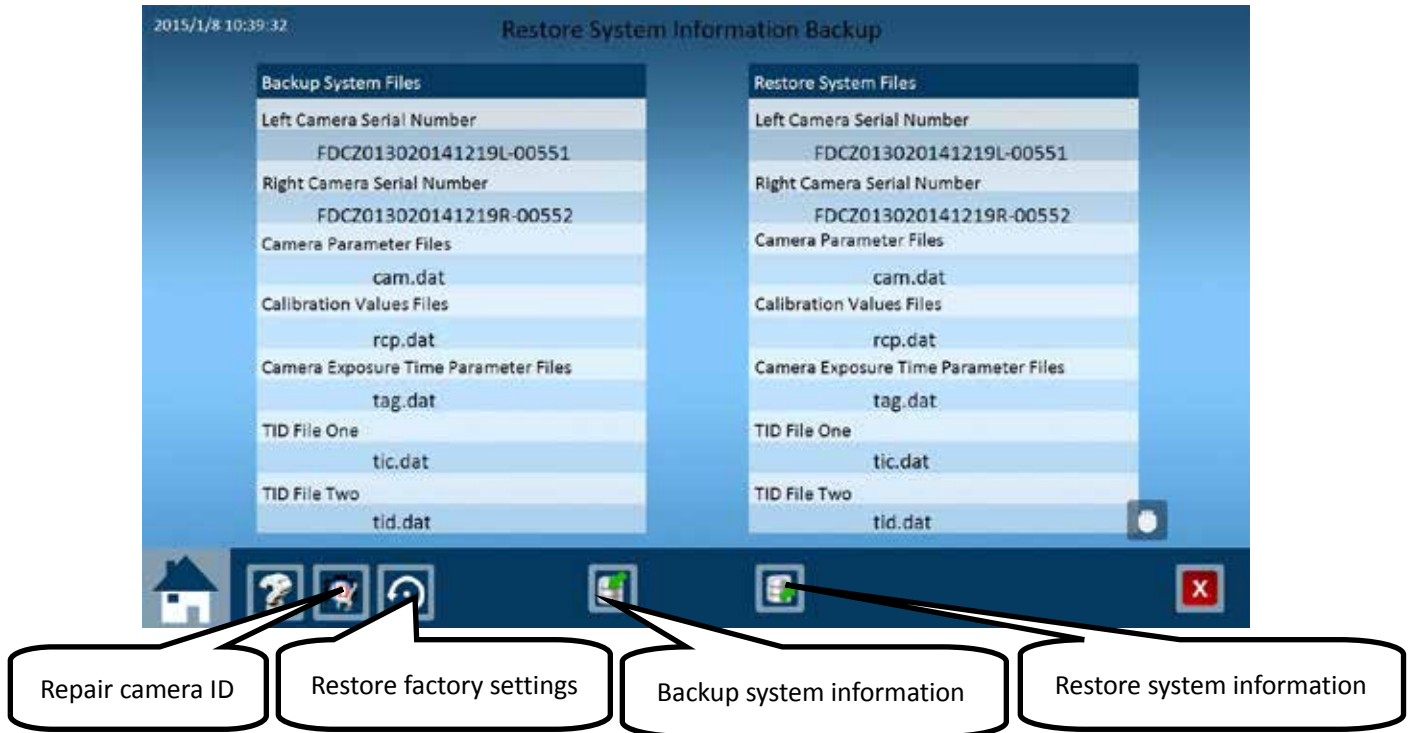 2015/1/8 10:39:32
Restore System Information Backup
Backup System Files
Left Camera Serial Number
FDCZ013020141219L-00551
Right Camera Serial Number
FDCZ013020141219R-00552
Camera Parameter Files
cam.dat
Calibration Values Files
rcp.dat
Camera Exposure Time Parameter Files
tag.dat
TID File One
tic.dat
TID File Two
tid.dat
Restore System Files
Left Camera Serial Number
FDCZ013020141219L-00551
Right Camera Serial Number
FDCZ013020141219R-00552
Camera Parameter Files
cam.dat
Calibration Values Files
rcp.dat
Camera Exposure Time Parameter Files
tag.dat
TID File One
tic.dat
TID File Two
tid.dat
X
Repair camera ID
Restore factory settings
Backup system information
Restore system information